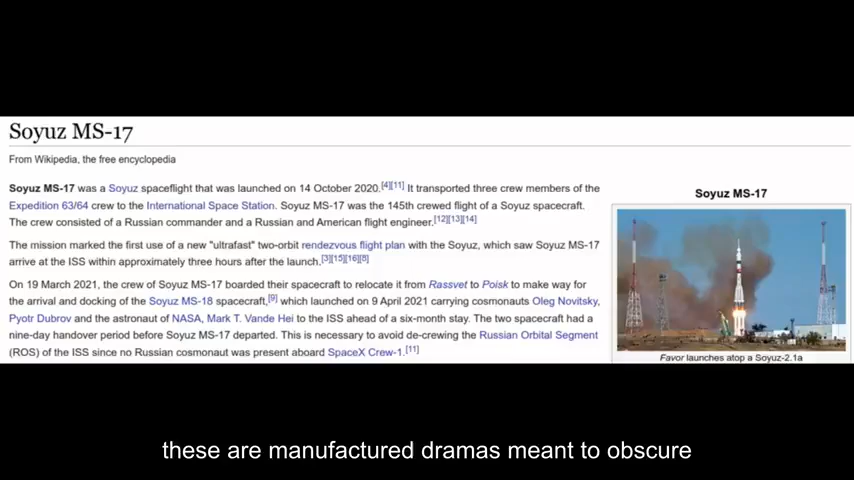 Soyuz MS-17
From Wikipedia, the free encyclopedia
Soyuz MS-17 was a Soyuz spaceflight that was launched on 14 October 2020.[4][11] It transported three crew members of the
Expedition 63/64 crew to the International Space Station. Soyuz MS-17 was the 145th crewed flight of a Soyuz spacecraft.
The crew consisted of a Russian commander and a Russian and American flight engineer.[12][13][14]
The mission marked the first use of a new "ultrafast" two-orbit rendezvous flight plan with the Soyuz, which saw Soyuz MS-17
arrive at the ISS within approximately three hours after the launch.[3][15][16][8]
On 19 March 2021, the crew of Soyuz MS-17 boarded their spacecraft to relocate it from Rassvet to Poisk to make way for
the arrival and docking of the Soyuz MS-18 spacecraft,[9] which launched on 9 April 2021 carrying cosmonauts Oleg Novitsky,
Pyotr Dubrov and the astronaut of NASA, Mark T. Vande Hei to the ISS ahead of a six-month stay. The two spacecraft had a
nine-day handover period before Soyuz MS-17 departed. This is necessary to avoid de-crewing the Russian Orbital Segment
(ROS) of the ISS since no Russian cosmonaut was present aboard SpaceX Crew-1.[11]
Soyuz MS-17
Favor launches atop a Soyuz-2.1a
these are manufactured dramas meant to obscure